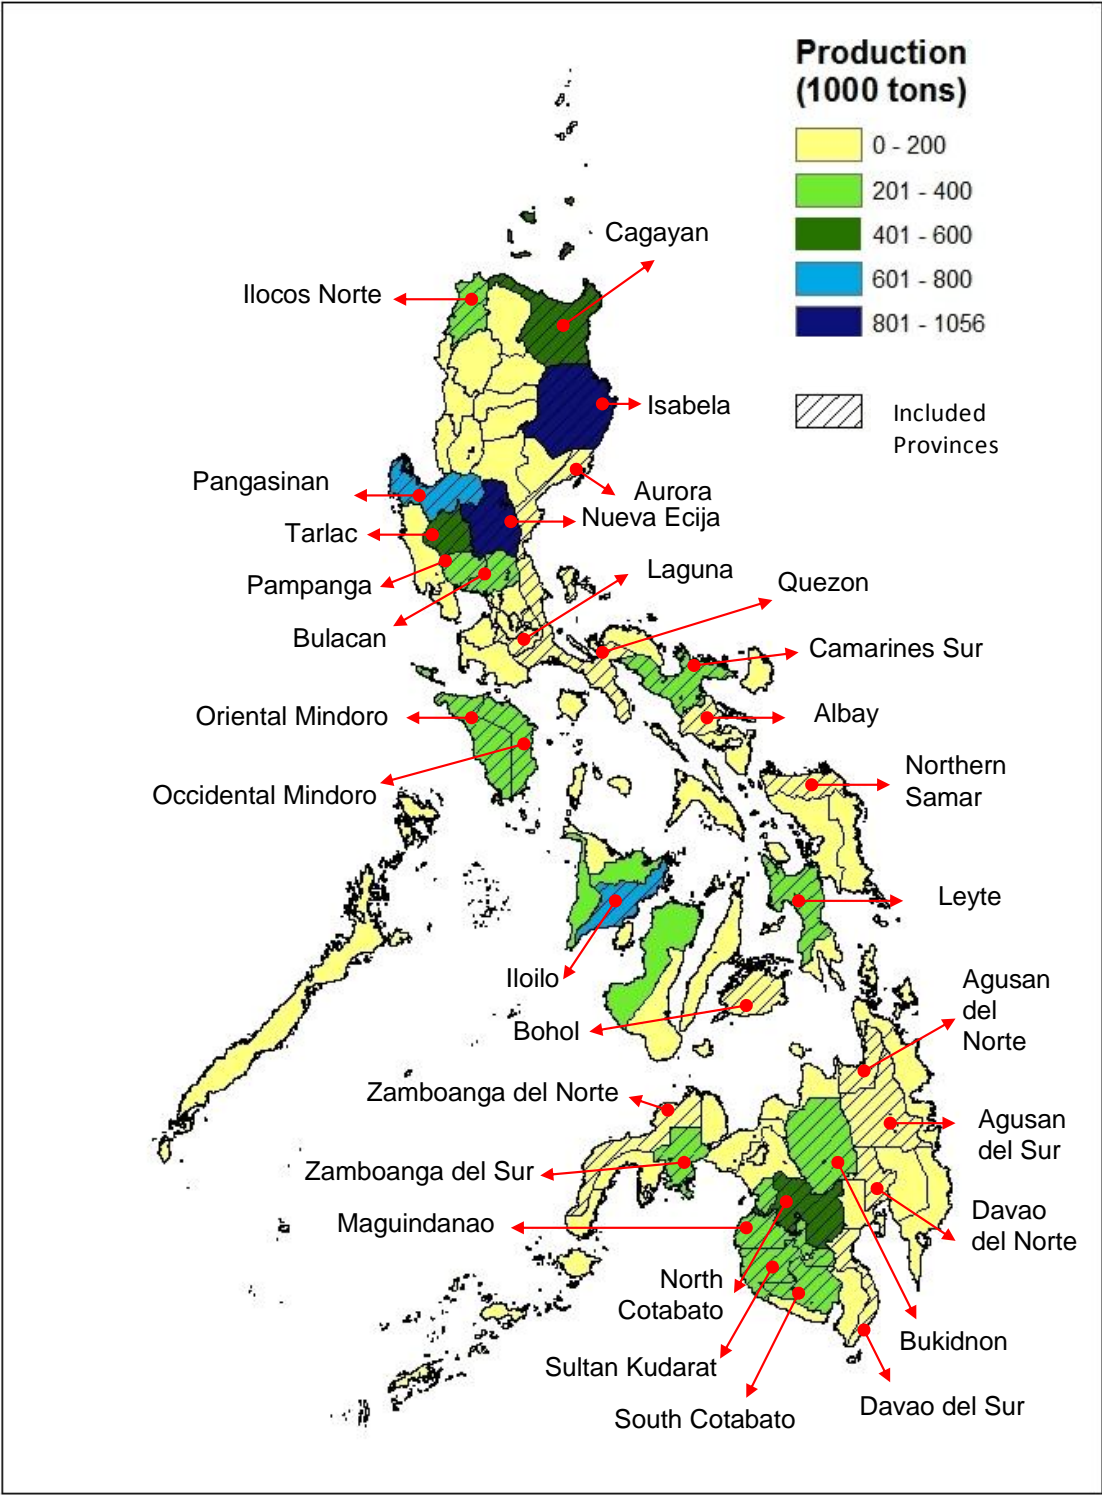 Production
(1000 tons)
0 - 200
201 - 400
401 - 600
601 - 800
801 - 1056
Included
Provinces
Cagayan
Ilocos Norte
Isabela
Pangasinan
Aurora
Nueva Ecija
Tarlac
Laguna
Quezon
Pampanga
Bulacan
Camarines Sur
Oriental Mindoro
Albay
Occidental Mindoro
Northern
Samar
Leyte
Iloilo
Agusan
del
Norte
Bohol
Zamboanga del Norte
Agusan
del Sur
Zamboanga del Sur
Maguindanao
Davao
del Norte
North
Cotabato
Bukidnon
Sultan Kudarat
Davao del Sur
South Cotabato